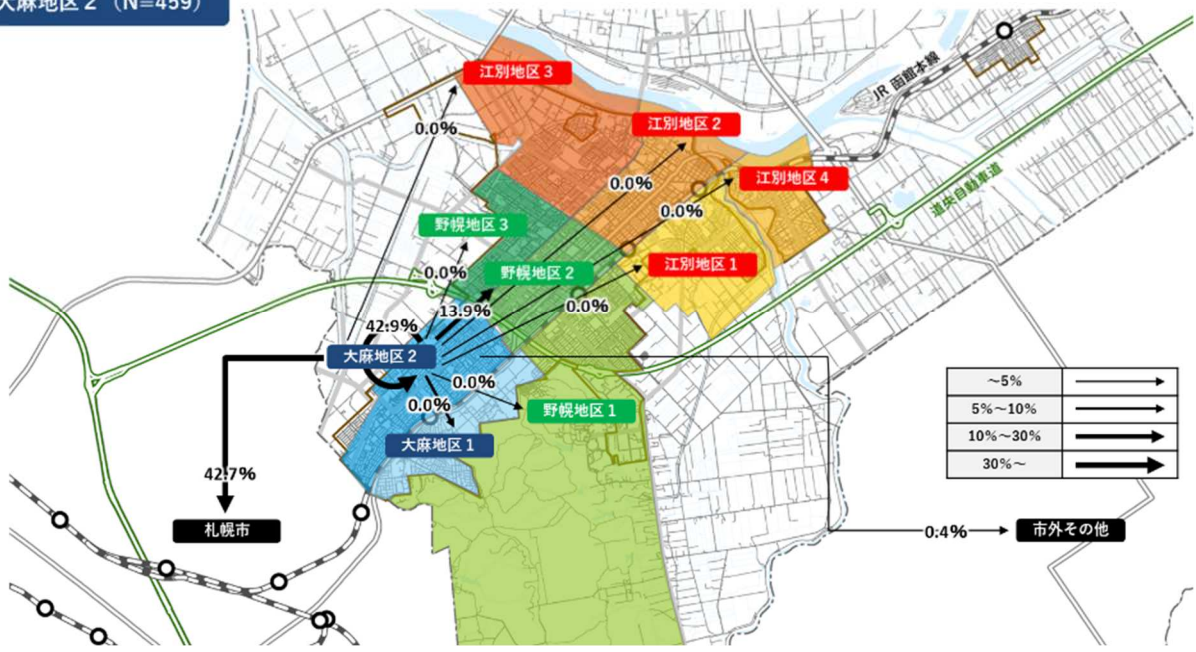 大麻地区2（N=459）
江別地区3
JR 函館本線
江別地区2
0.0%
江別地区4
0.0%
道央自動車道
0.0%
野幌地区3
江別地区1
0.0%
野幌地区2
0.0%
13.9%
42.9%
大麻地区2
0.0%
～5%
0.0%
野幌地区1
5%～10%
大麻地区1
10%～30%
30%～
42.7%
札幌市
0.4%
市外その他